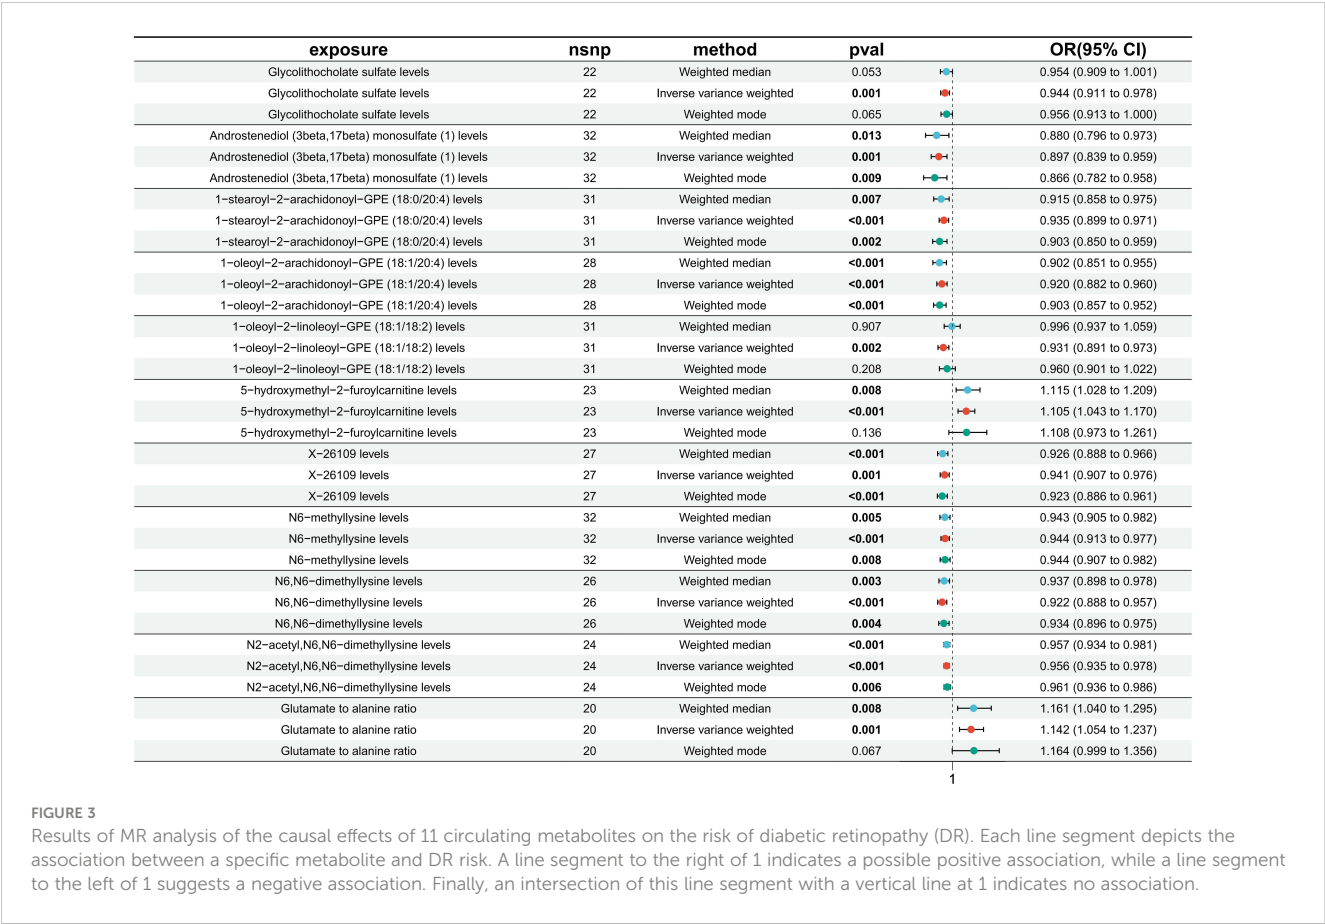 exposure nsnp method pval OR(95% CI)
Glycolithocholate sulfate levels 22 Weighted median 0.053 0.954 (0.909 to 1.001)
Glycolithocholate sulfate levels 22 Inverse variance weighted 0.001 0.944 (0.911 to 0.978)
Glycolithocholate sulfate levels 22 Weighted mode 0.065 0.956 (0.913 to 1.000)
Androstenediol (3beta,17beta) monosulfate (1) levels 32 Weighted median 0.013 0.880 (0.796 to 0.973)
Androstenediol (3beta,17beta) monosulfate (1) levels 32 Inverse variance weighted 0.001 0.897 (0.839 to 0.959)
Androstenediol (3beta,17beta) monosulfate (1) levels 32 Weighted mode 0.009 0.866 (0.782 to 0.958)
1−stearoyl−2−arachidonoyl−GPE (18:0/20:4) levels 31 Weighted median 0.007 0.915 (0.858 to 0.975)
1−stearoyl−2−arachidonoyl−GPE (18:0/20:4) levels 31 Inverse variance weighted <0.001 0.935 (0.899 to 0.971)
1−stearoyl−2−arachidonoyl−GPE (18:0/20:4) levels 31 Weighted mode 0.002 0.903 (0.850 to 0.959)
1−oleoyl−2−arachidonoyl−GPE (18:1/20:4) levels 28 Weighted median <0.001 0.902 (0.851 to 0.955)
1−oleoyl−2−arachidonoyl−GPE (18:1/20:4) levels 28 Inverse variance weighted <0.001 0.920 (0.882 to 0.960)
1−oleoyl−2−arachidonoyl−GPE (18:1/20:4) levels 28 Weighted mode <0.001 0.903 (0.857 to 0.952)
1−oleoyl−2−linoleoyl−GPE (18:1/18:2) levels 31 Weighted median 0.907 0.996 (0.937 to 1.059)
1−oleoyl−2−linoleoyl−GPE (18:1/18:2) levels 31 Inverse variance weighted 0.002 0.931 (0.891 to 0.973)
1−oleoyl−2−linoleoyl−GPE (18:1/18:2) levels 31 Weighted mode 0.208 0.960 (0.901 to 1.022)
5−hydroxymethyl−2−furoylcarnitine levels 23 Weighted median 0.008 1.115 (1.028 to 1.209)
5−hydroxymethyl−2−furoylcarnitine levels 23 Inverse variance weighted <0.001 1.105 (1.043 to 1.170)
5−hydroxymethyl−2−furoylcarnitine levels 23 Weighted mode 0.136 1.108 (0.973 to 1.261)
X−26109 levels 27 Weighted median <0.001 0.926 (0.888 to 0.966)
X−26109 levels 27 Inverse variance weighted 0.001 0.941 (0.907 to 0.976)
X−26109 levels 27 Weighted mode <0.001 0.923 (0.886 to 0.961)
N6−methyllysine levels 32 Weighted median 0.005 0.943 (0.905 to 0.982)
N6−methyllysine levels 32 Inverse variance weighted <0.001 0.944 (0.913 to 0.977)
N6−methyllysine levels 32 Weighted mode 0.008 0.944 (0.907 to 0.982)
N6,N6−dimethyllysine levels 26 Weighted median 0.003 0.937 (0.898 to 0.978)
N6,N6−dimethyllysine levels 26 Inverse variance weighted <0.001 0.922 (0.888 to 0.957)
N6,N6−dimethyllysine levels 26 Weighted mode 0.004 0.934 (0.896 to 0.975)
N2−acetyl,N6,N6−dimethyllysine levels 24 Weighted median <0.001 0.957 (0.934 to 0.981)
N2−acetyl,N6,N6−dimethyllysine levels 24 Inverse variance weighted <0.001 0.956 (0.935 to 0.978)
N2−acetyl,N6,N6−dimethyllysine levels 24 Weighted mode 0.006 0.961 (0.936 to 0.986)
Glutamate to alanine ratio 20 Weighted median 0.008 1.161 (1.040 to 1.295)
Glutamate to alanine ratio 20 Inverse variance weighted 0.001 1.142 (1.054 to 1.237)
Glutamate to alanine ratio 20 Weighted mode 0.067 1.164 (0.999 to 1.356)
1
FIGURE 3
Results of MR analysis of the causal effects of 11 circulating metabolites on the risk of diabetic retinopathy (DR). Each line segment depicts the
association between a specific metabolite and DR risk. A line segment to the right of 1 indicates a possible positive association, while a line segment
to the left of 1 suggests a negative association. Finally, an intersection of this line segment with a vertical line at 1 indicates no association.